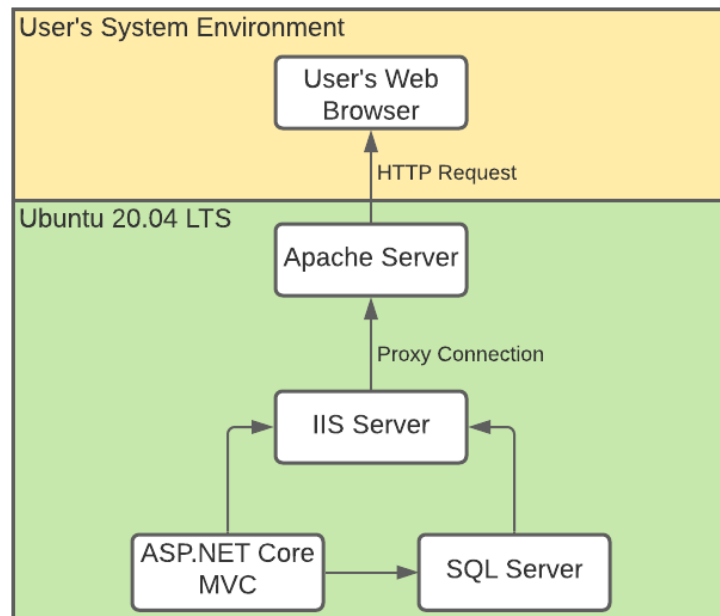 User's System Environment
User's Web
Browser
HTTP Request
Ubuntu 20.04 LTS
Apache Server
Proxy Connection
IIS Server
ASP.NET Core
MVC
SQL Server